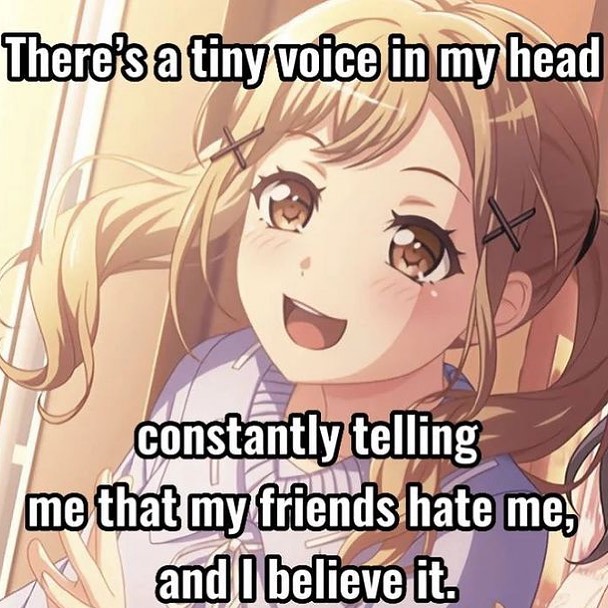 There's a tiny voice in my head
constantly telling
me that my friends hate me,
and I believe it.